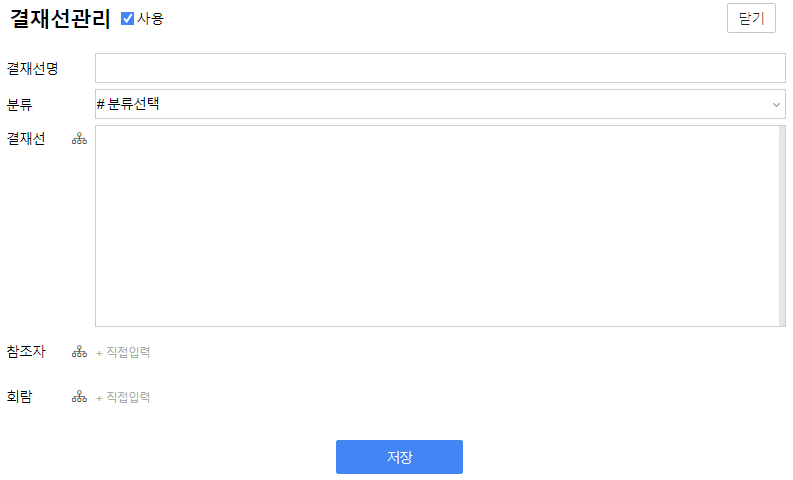 결재선관리 사용 닫기
결재선명
분류 # 분류선택
결재선
참조자 + 직접입력
회람 + 직접입력
저장